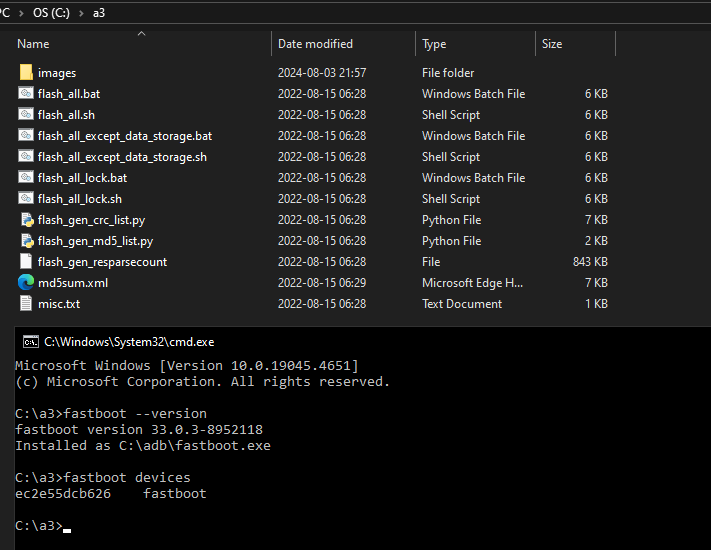 PC > OS (C:) > a3
Name Date modified Type Size
images 2024-08-03 21:57 File folder
flash_all.bat 2022-08-15 06:28 Windows Batch File 6 KB
flash_all.sh 2022-08-15 06:28 Shell Script 6 KB
flash_all_except_data_storage.bat 2022-08-15 06:28 Windows Batch File 6 KB
flash_all_except_data_storage.sh 2022-08-15 06:28 Shell Script 6 KB
flash_all_lock.bat 2022-08-15 06:28 Windows Batch File 6 KB
flash_all_lock.sh 2022-08-15 06:28 Shell Script 6 KB
flash_gen_crc_list.py 2022-08-15 06:28 Python File 7 KB
flash_gen_md5_list.py 2022-08-15 06:28 Python File 2 KB
flash_gen_resparsecount 2022-08-15 06:28 File 843 KB
md5sum.xml 2022-08-15 06:29 Microsoft Edge H... 7 KB
misc.txt 2022-08-15 06:28 Text Document 1 KB
C:\Windows\System32\cmd.exe
Microsoft Windows [Version 10.0.19045.4651]
(c) Microsoft Corporation. All rights reserved.
C:\a3>fastboot --version
fastboot version 33.0.3-8952118
Installed as C:\adb\fastboot.exe
C:\a3>fastboot devices
ec2e55dcb626 fastboot
C:\a3>